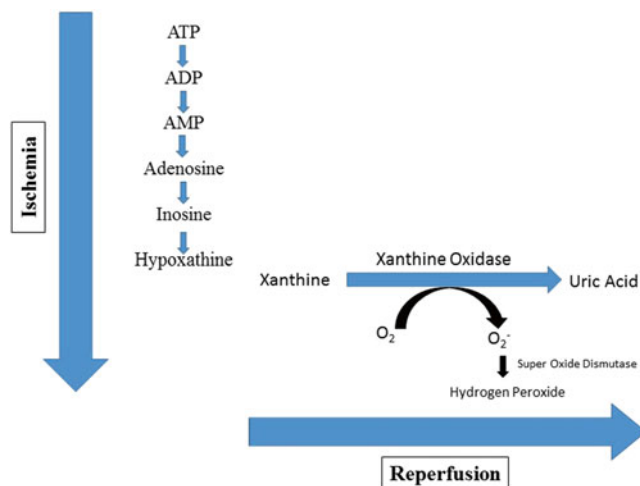 ATP
ADP
AMP
Adenosine
Inosine
Hypoxathine
Ischemia
Xanthine
Xanthine Oxidase
Uric Acid
O₂
O₂⁻
Super Oxide Dismutase
Hydrogen Peroxide
Reperfusion